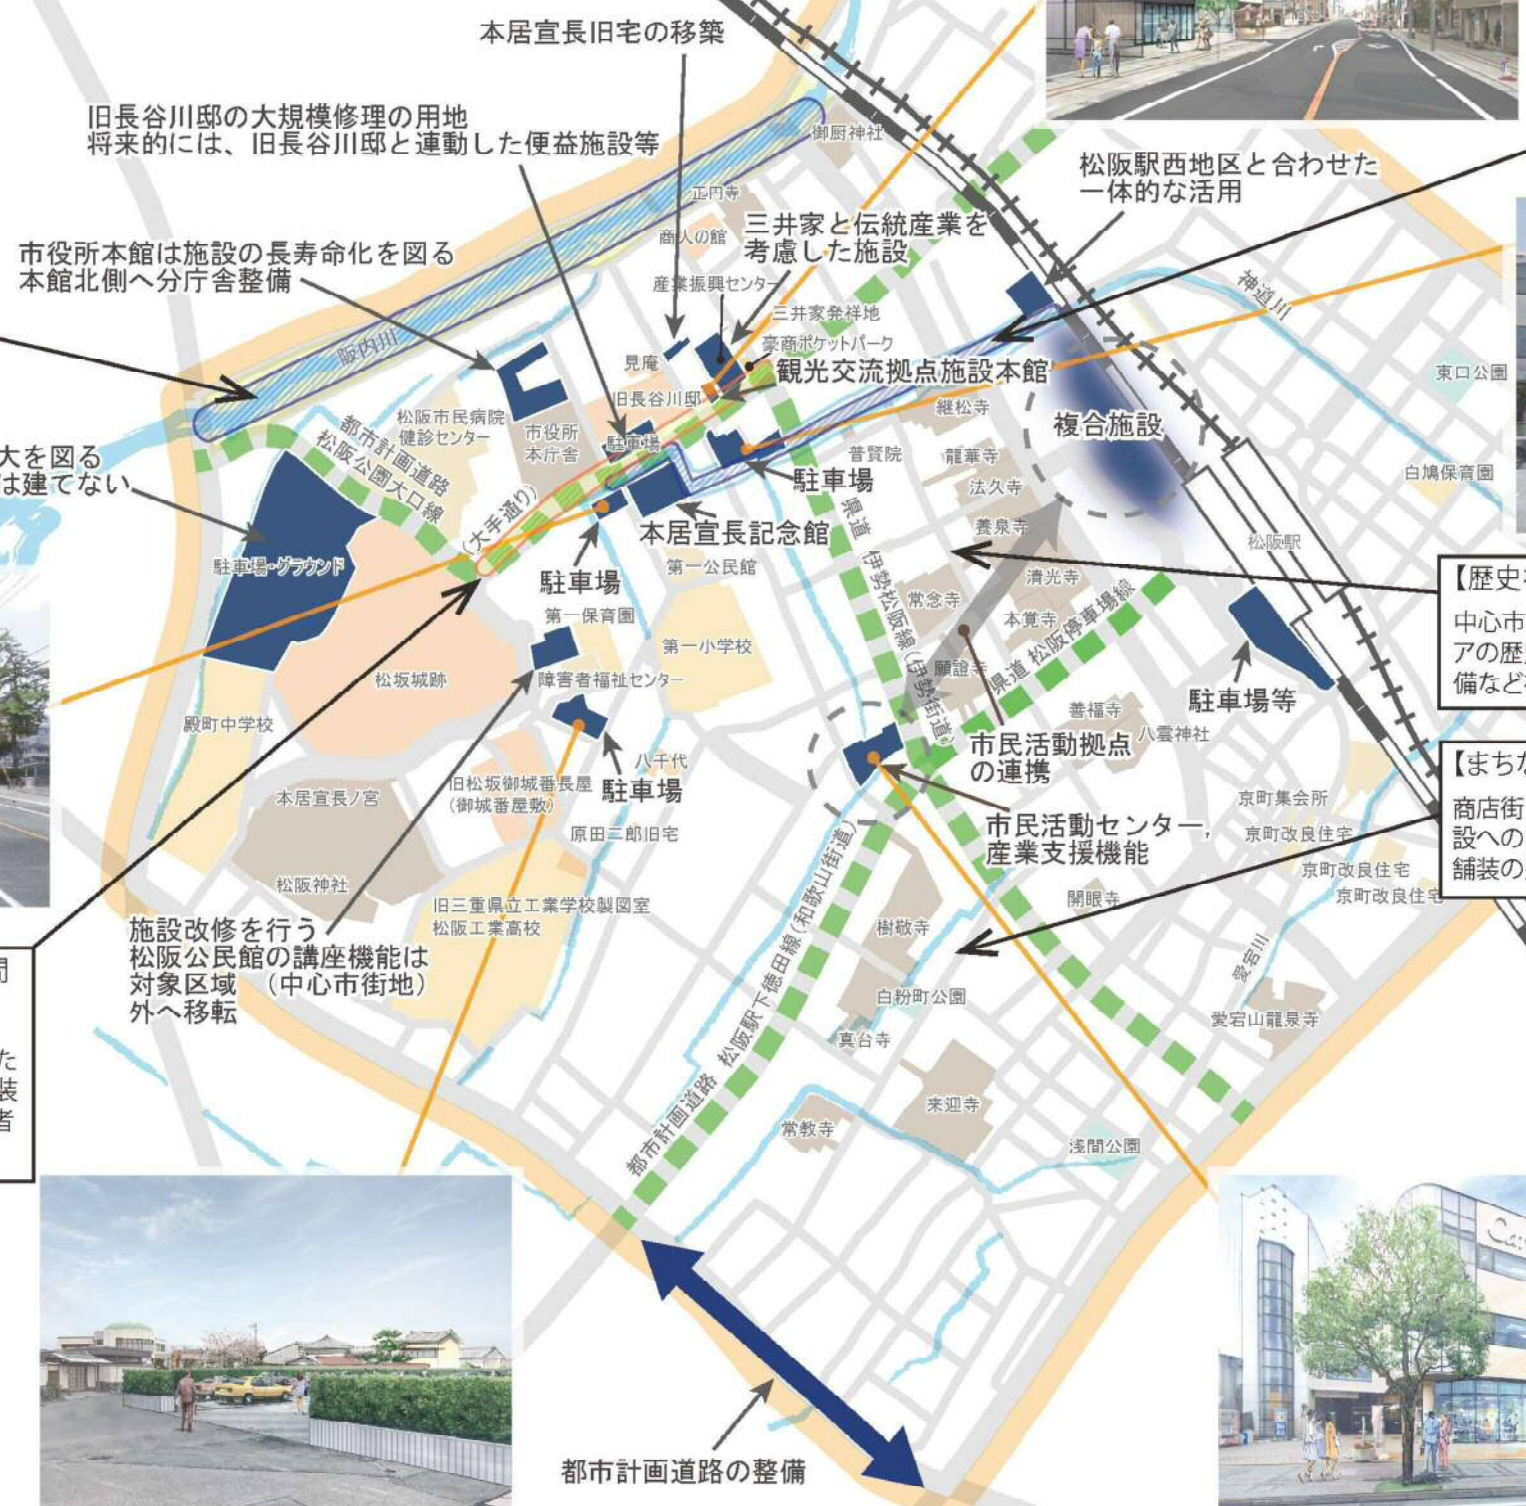 本居宣長旧宅の移築
旧長谷川邸の大規模修理の用地
将来的には、旧長谷川邸と連動した便益施設等
御厨神社
松阪駅西地区と合わせた
一体的な活用
正円寺
商人の館
三井家と伝統産業を
考慮した施設
市役所本館は施設の長寿命化を図る
本館北側へ分庁舎整備
産業振興センター
三井家発祥地
豪商ポケットパーク
神道川
阪内川
見庵
観光交流拠点施設本館
旧長谷川邸
東口公園
松阪市民病院
健診センター
市役所
本庁舎
駐車場
継松寺
複合施設
都市計画道路
松阪公園大口線
普賢院
龍華寺
白鳩保育園
大を図る
は建てない
駐車場
法久寺
(大手通り)
本居宣長記念館
養泉寺
県道 伊勢松阪線(伊勢街道)
松阪駅
駐車場・グラウンド
駐車場
第一公民館
清光寺
【歴史
中心市
アの歴
備など
常念寺
本覚寺
第一保育園
第一小学校
県道 松阪停車場線
松坂城跡
障害者福祉センター
願證寺
駐車場等
殿町中学校
善福寺
八雲神社
市民活動拠点
の連携
八千代
駐車場
旧松坂御城番長屋
(御城番屋敷)
【まちな
商店街
設への
舗装の
本居宣長ノ宮
原田二郎旧宅
市民活動センター,
産業支援機能
京町集会所
京町改良住宅
京町改良住宅
京町改良住宅
松阪神社
旧三重県立工業学校製図室
松阪工業高校
開眼寺
樹敬寺
施設改修を行う
松阪公民館の講座機能は
対象区域 (中心市街地)
外へ移転
愛宕川
白粉町公園
愛宕山龍泉寺
真台寺
た
装
者
都市計画道路 松阪駅下徳田線(和歌山街道)
来迎寺
常教寺
浅間公園
都市計画道路の整備